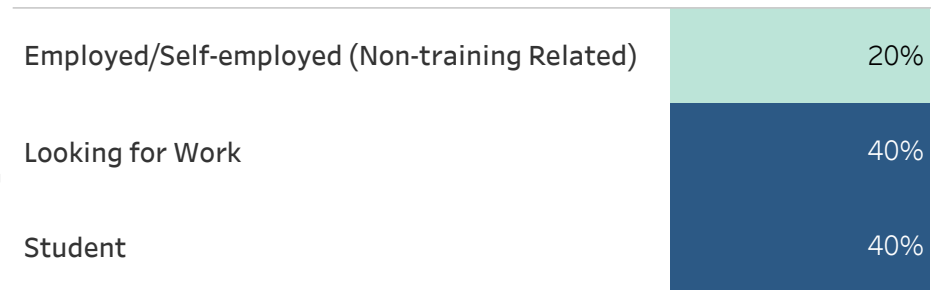 Employed/Self-employed (Non-training Related) 20%
Looking for Work 40%
Student 40%